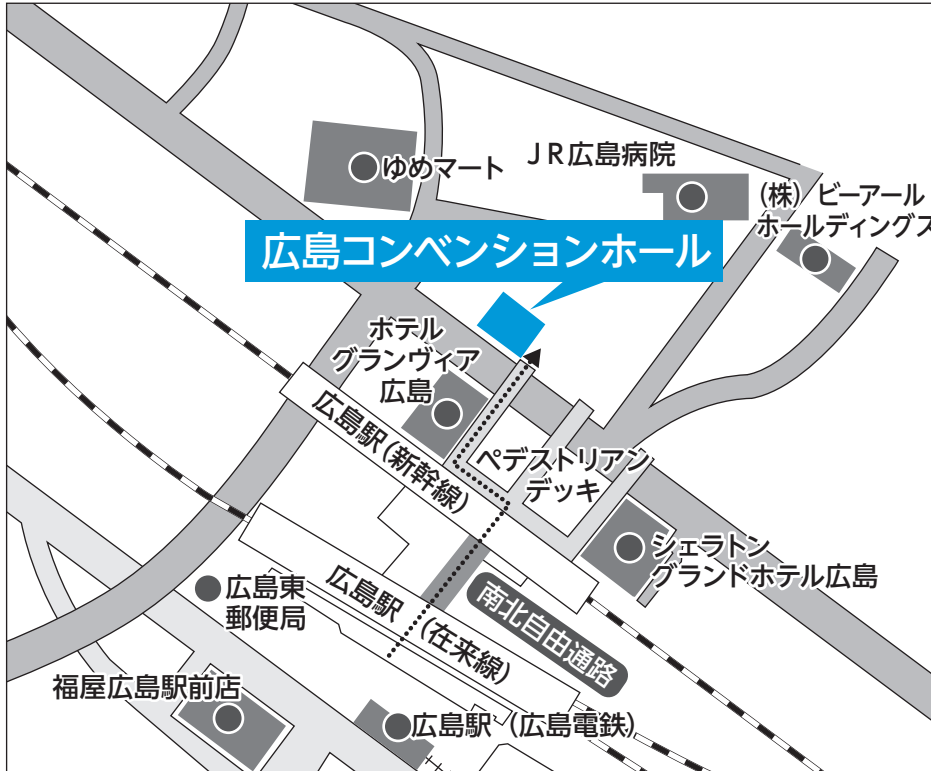 ゆめマート
JR広島病院
(株) ビーアール
ホールディングス
広島コンベンションホール
ホテル
グランヴィア
広島
広島駅(新幹線)
ペデストリアン
デッキ
シェラトン
グランドホテル広島
広島東
郵便局
広島駅 (在来線)
南北自由通路
福屋広島駅前店
広島駅 (広島電鉄)